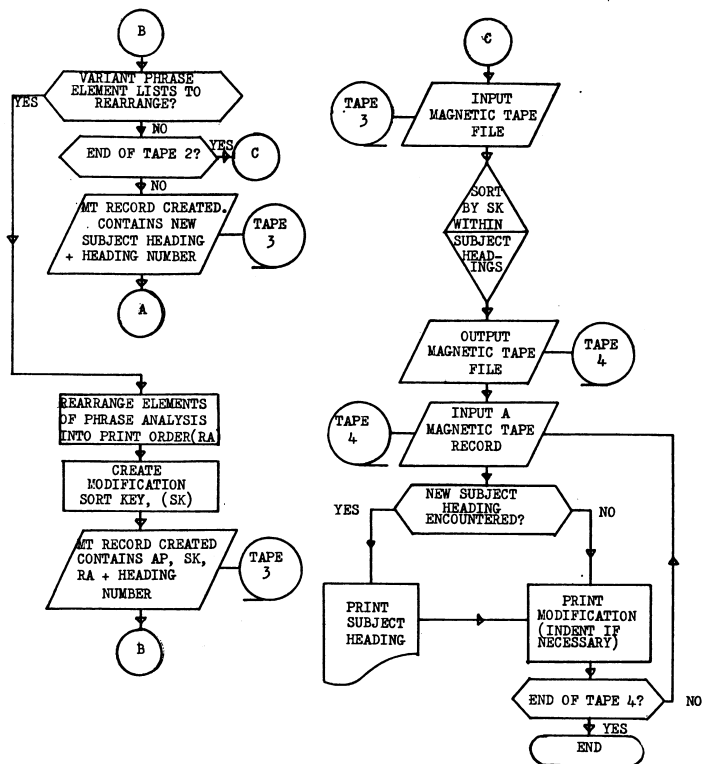 B
VARIANT PHRASE
ELEMENT LISTS TO
REARRANGE?
YES
NO
END OF TAPE 2?
YES
C
NO
MT RECORD CREATED.
CONTAINS NEW
SUBJECT HEADING
+ HEADING NUMBER
TAPE
3
A
REARRANGE ELEMENTS
OF PHRASE ANALYSIS
INTO PRINT ORDER(RA)
CREATE
MODIFICATION
SORT KEY, (SK)
MT RECORD CREATED
CONTAINS AP, SK,
RA + HEADING
NUMBER
TAPE
3
B
C
TAPE
3
INPUT
MAGNETIC TAPE
FILE
SORT
BY SK
WITHIN
SUBJECT
HEAD-
INGS
OUTPUT
MAGNETIC TAPE
FILE
TAPE
4
TAPE
4
INPUT A
MAGNETIC TAPE
RECORD
NEW SUBJECT
HEADING
ENCOUNTERED?
YES
NO
PRINT
SUBJECT
HEADING
PRINT
MODIFICATION
(INDENT IF
NECESSARY)
END OF TAPE 4?
NO
YES
END